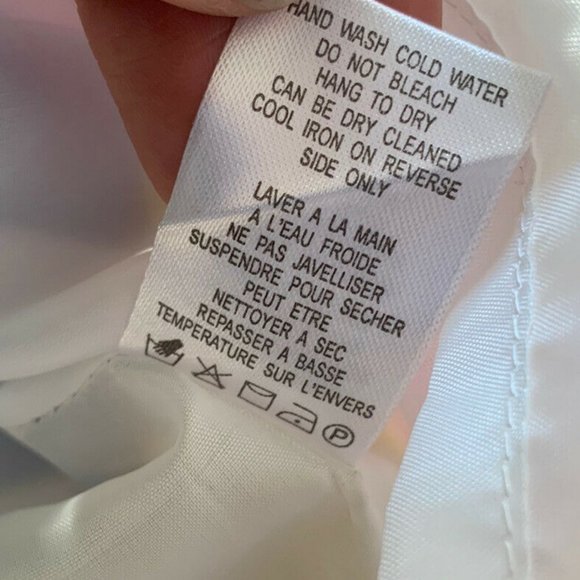 HAND WASH COLD WATER
DO NOT BLEACH
HANG TO DRY
CAN BE DRY CLEANED
COOL IRON ON REVERSE
SIDE ONLY
LAVER A LA MAIN
A L'EAU FROIDE
NE PAS JAVELLISER
SUSPENDRE POUR SECHER
PEUT ETRE
NETTOYER A SEC
REPASSER A BASSE
TEMPERATURE SUR L'ENVERS
P